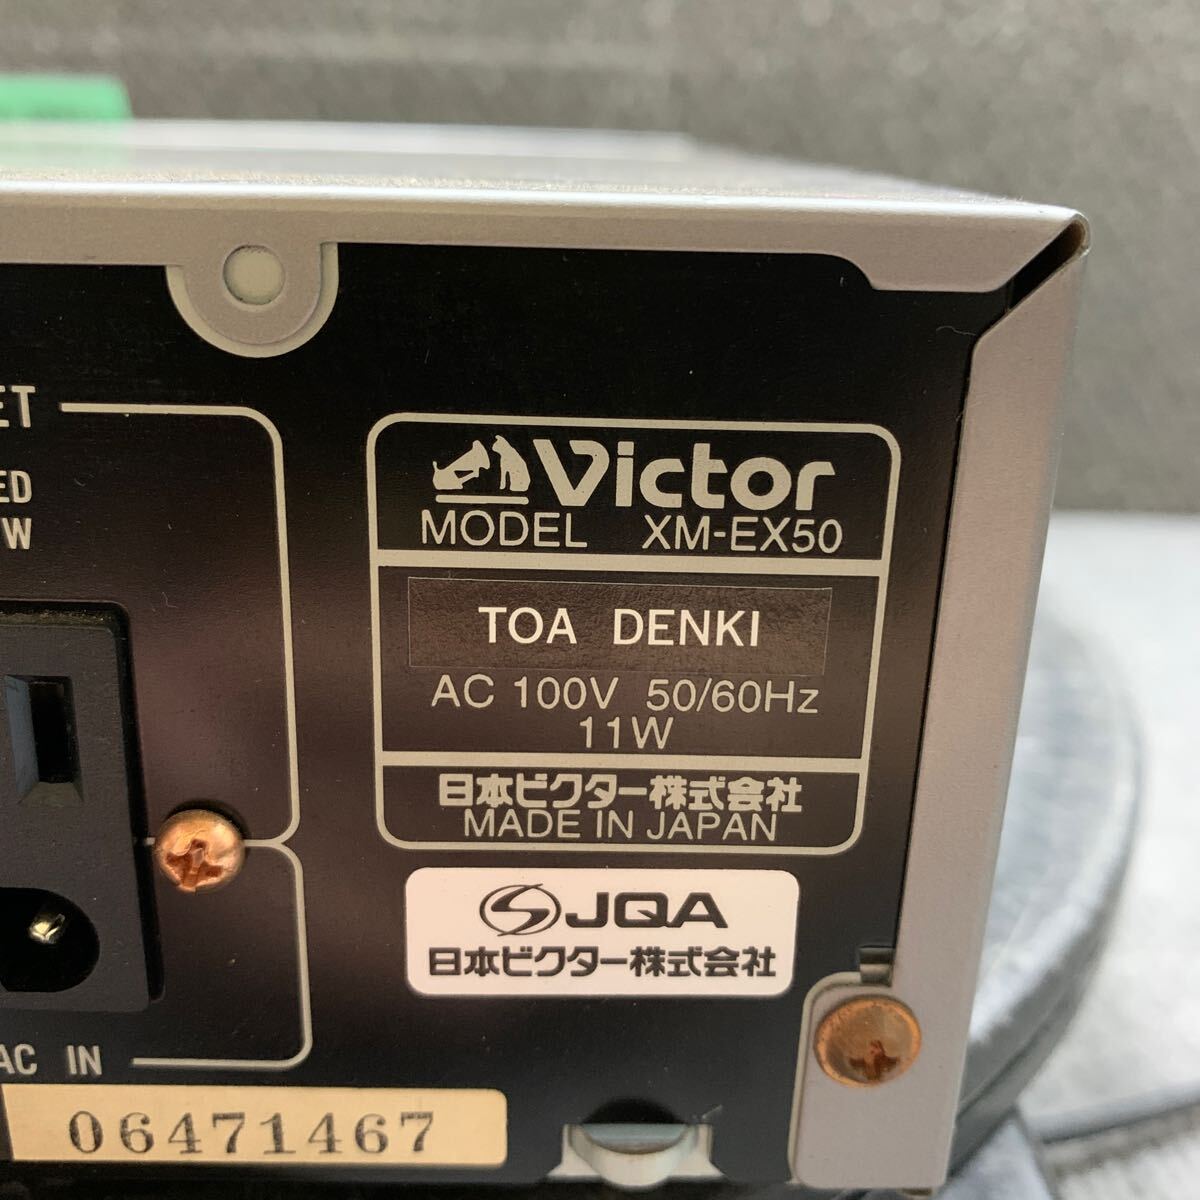 ET
ED
W
Victor
MODEL XM-EX50
TOA DENKI
AC 100V 50/60Hz
11W
日本ビクター株式会社
MADE IN JAPAN
JQA
日本ビクター株式会社
AC IN
06471467